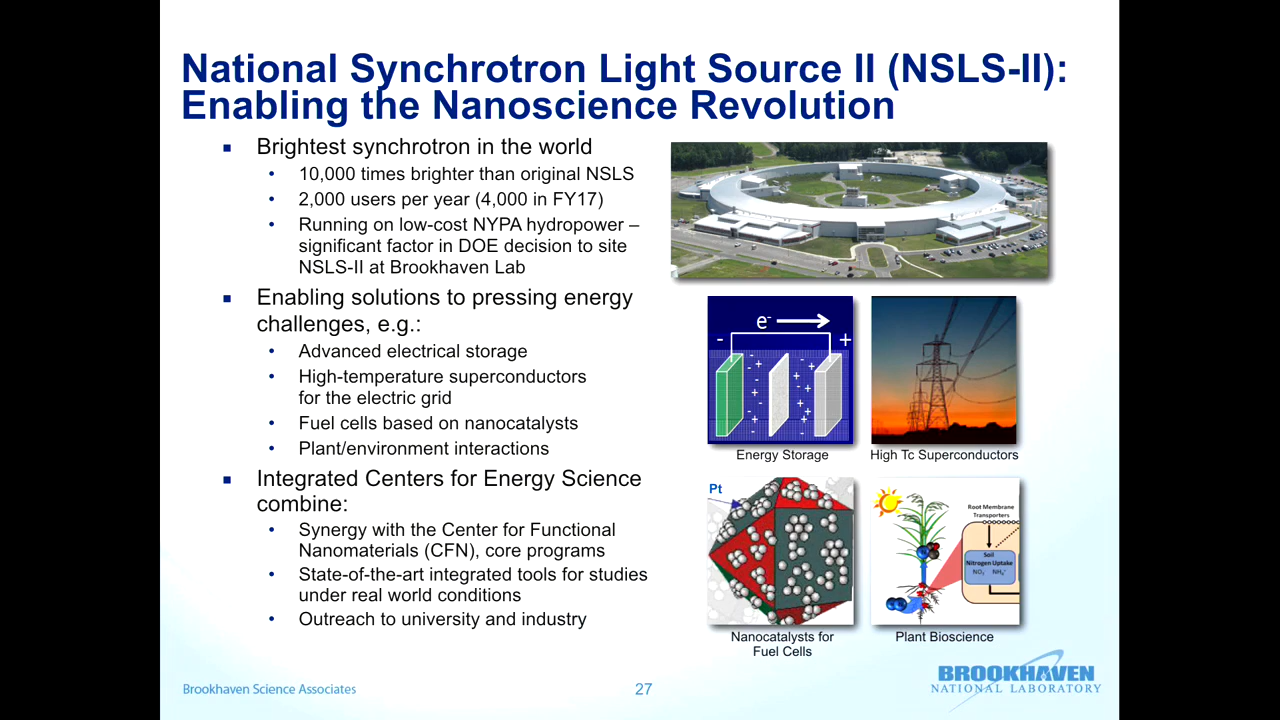 National Synchrotron Light Source II (NSLS-II):
Enabling the Nanoscience Revolution
▪ Brightest synchrotron in the world
• 10,000 times brighter than original NSLS
• 2,000 users per year (4,000 in FY17)
• Running on low-cost NYPA hydropower –
significant factor in DOE decision to site
NSLS-II at Brookhaven Lab
▪ Enabling solutions to pressing energy
challenges, e.g.:
• Advanced electrical storage
• High-temperature superconductors
for the electric grid
• Fuel cells based on nanocatalysts
• Plant/environment interactions
▪ Integrated Centers for Energy Science
combine:
• Synergy with the Center for Functional
Nanomaterials (CFN), core programs
• State-of-the-art integrated tools for studies
under real world conditions
• Outreach to university and industry
e⁻
- +
Energy Storage
High Tc Superconductors
Pt
Nanocatalysts for
Fuel Cells
Root Membrane
Transporters
Soil
Nitrogen Uptake
NO₃⁻ NH₄⁺
Plant Bioscience
Brookhaven Science Associates
27
BROOKHAVEN
NATIONAL LABORATORY